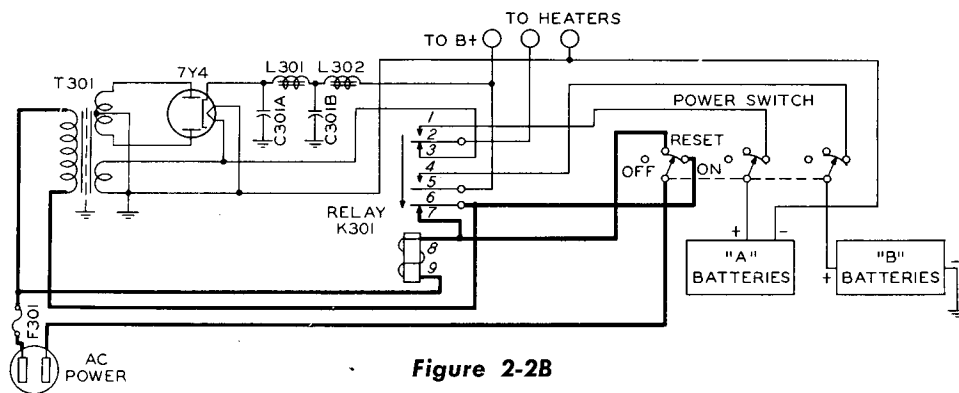 TO HEATERS
TO B+
T301
7Y4
L301 L302
C301A
C301B
1
2
3
4
5
6
7
8
9
RELAY
K301
POWER SWITCH
RESET
OFF
ON
+
-
"A"
BATTERIES
+
-
"B"
BATTERIES
F301
AC
POWER
Figure 2-2B